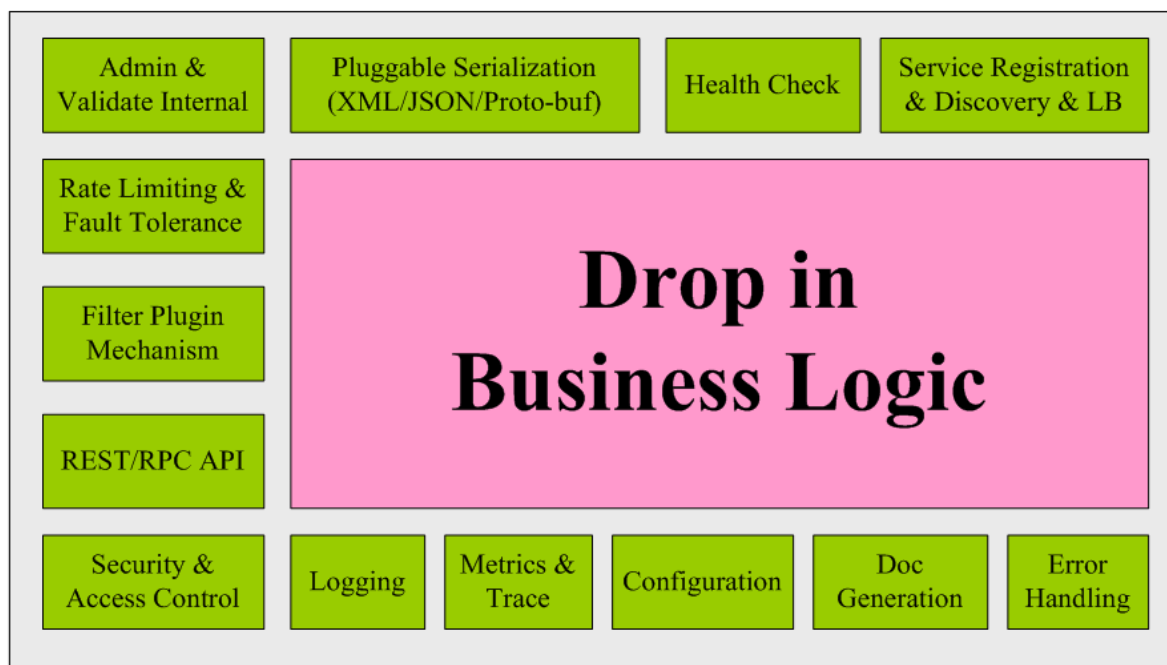 Admin &
Validate Internal
Pluggable Serialization
(XML/JSON/Proto-buf)
Health Check
Service Registration
& Discovery & LB
Rate Limiting &
Fault Tolerance
Drop in
Business Logic
Filter Plugin
Mechanism
REST/RPC API
Security &
Access Control
Logging
Metrics &
Trace
Configuration
Doc
Generation
Error
Handling